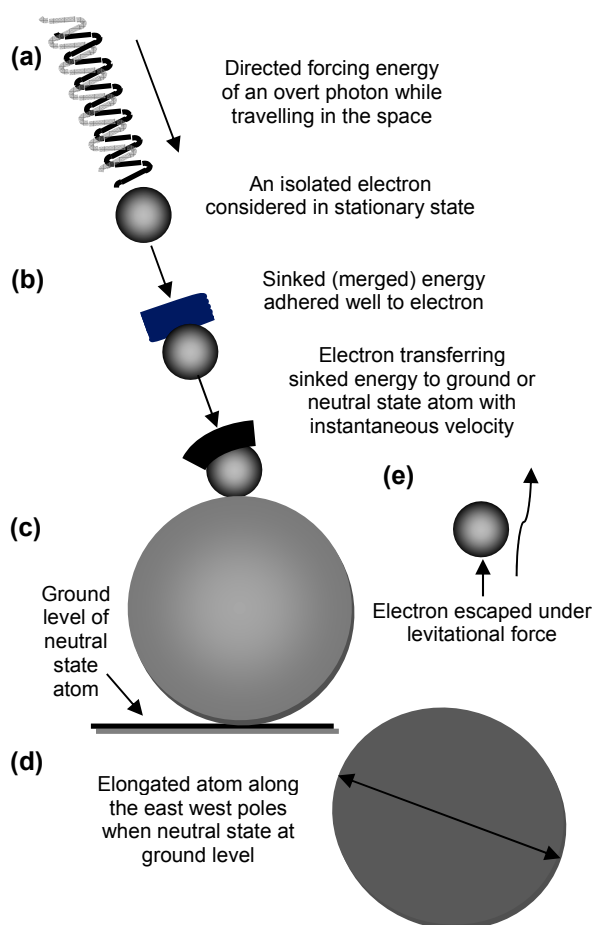 (a)
Directed forcing energy
of an overt photon while
travelling in the space
An isolated electron
considered in stationary state
(b)
Sinked (merged) energy
adhered well to electron
Electron transferring
sinked energy to ground or
neutral state atom with
instantaneous velocity
(e)
(c)
Ground
level of
neutral
state
atom
Electron escaped under
levitational force
(d)
Elongated atom along
the east west poles
when neutral state at
ground level